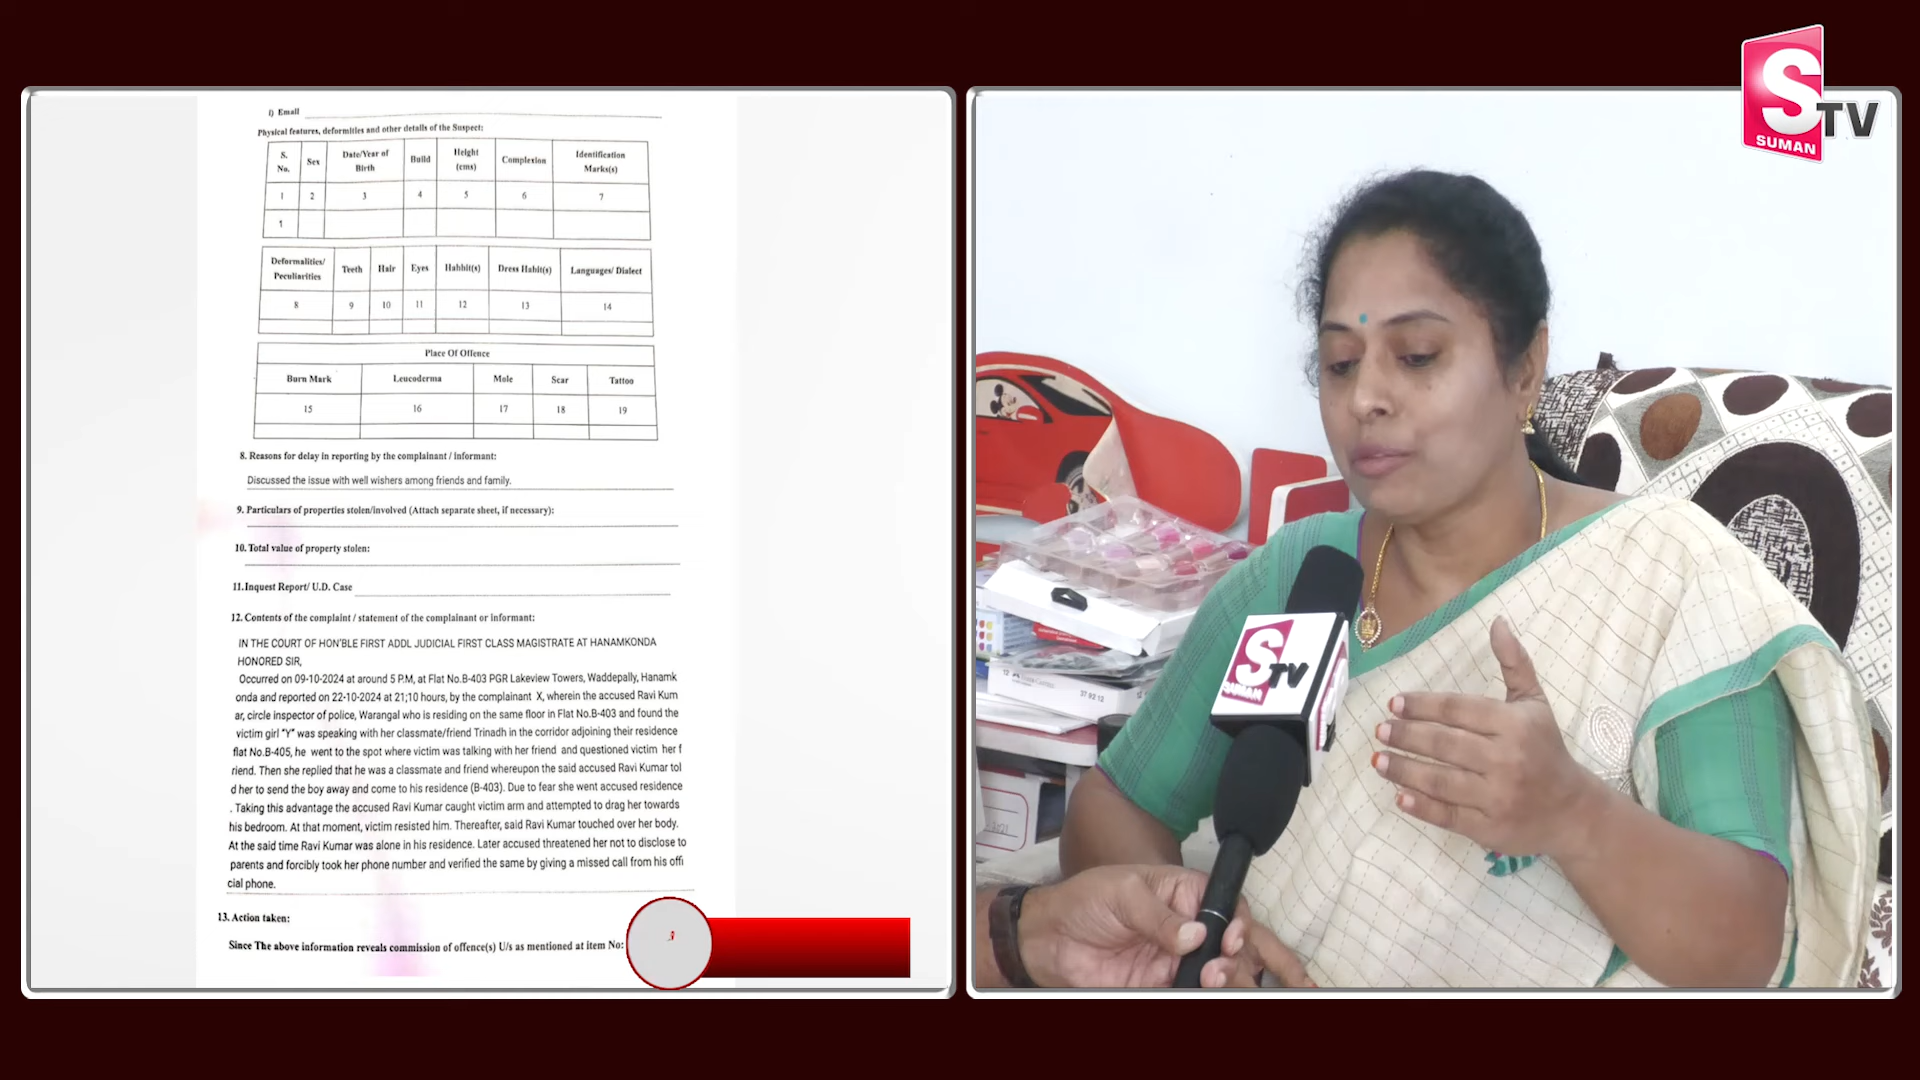 i) Email
Physical features, deformities and other details of the Suspect:
S. No. Sex Date/Year of Birth Build Height (cms) Complexion Identification Marks(s)
1 2 3 4 5 6 7
1
Deformalities/ Peculiarities Teeth Hair Eyes Habhit(s) Dress Habit(s) Languages/ Dialect
8 9 10 11 12 13 14
Place Of Offence
Burn Mark Leucoderma Mole Scar Tattoo
15 16 17 18 19
8. Reasons for delay in reporting by the complainant / informant:
Discussed the issue with well wishers among friends and family.
9. Particulars of properties stolen/involved (Attach separate sheet, if necessary):
10. Total value of property stolen:
11.Inquest Report/ U.D. Case
12. Contents of the complaint / statement of the complainant or informant:
IN THE COURT OF HON'BLE FIRST ADDL JUDICIAL FIRST CLASS MAGISTRATE AT HANAMKONDA
HONORED SIR,
Occurred on 09-10-2024 at around 5 P.M, at Flat No.B-403 PGR Lakeview Towers, Waddepally, Hanamk
onda and reported on 22-10-2024 at 21;10 hours, by the complainant X, wherein the accused Ravi Kum
ar, circle inspector of police, Warangal who is residing on the same floor in Flat No.B-403 and found the
victim girl "Y" was speaking with her classmate/friend Trinadh in the corridor adjoining their residence
flat No.B-405, he went to the spot where victim was talking with her friend and questioned victim her f
riend. Then she replied that he was a classmate and friend whereupon the said accused Ravi Kumar tol
d her to send the boy away and come to his residence (B-403). Due to fear she went accused residence
. Taking this advantage the accused Ravi Kumar caught victim arm and attempted to drag her towards
his bedroom. At that moment, victim resisted him. Thereafter, said Ravi Kumar touched over her body.
At the said time Ravi Kumar was alone in his residence. Later accused threatened her not to disclose to
parents and forcibly took her phone number and verified the same by giving a missed call from his offi
cial phone.
13. Action taken:
Since The above information reveals commission of offence(s) U/s as mentioned at item No:
S TV
SUMAN
S TV
SUMAN